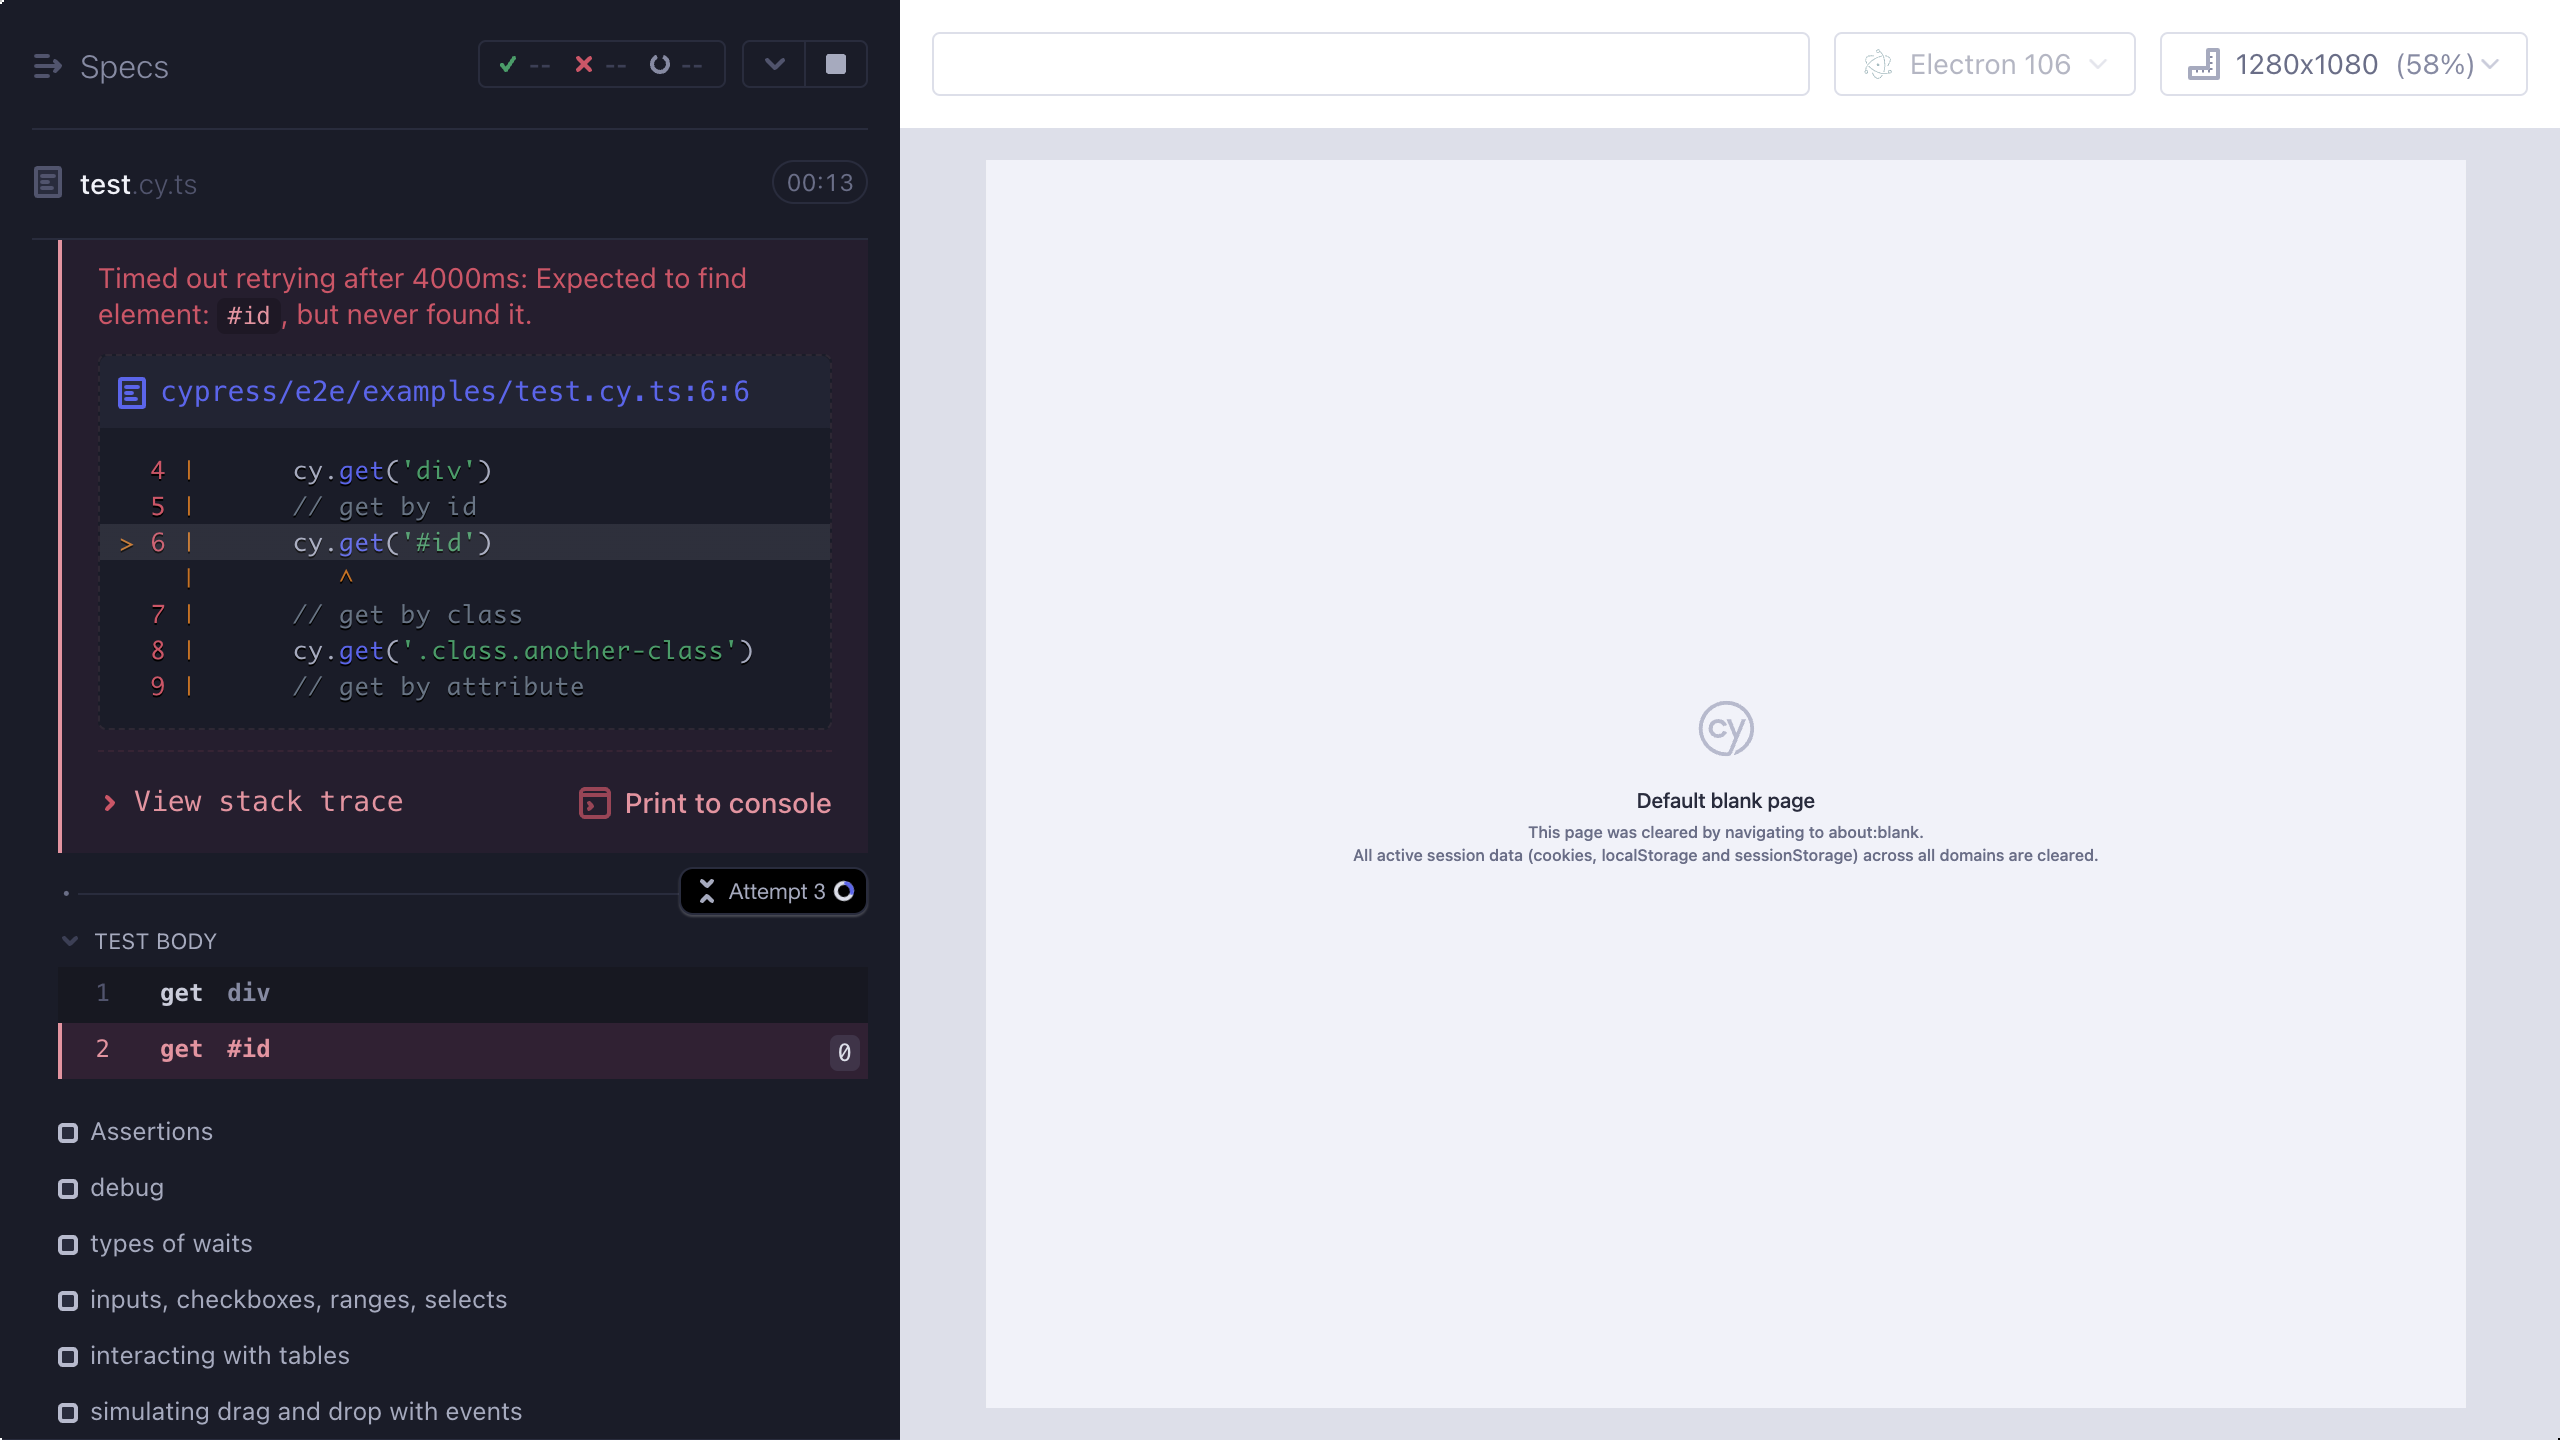 Specs
-- -- --
Electron 106
1280x1080 (58%)
test.cy.ts
00:13
Timed out retrying after 4000ms: Expected to find
element: #id , but never found it.
cypress/e2e/examples/test.cy.ts:6:6
4 | cy.get('div')
5 | // get by id
> 6 | cy.get('#id')
| ^
7 | // get by class
8 | cy.get('.class.another-class')
9 | // get by attribute
View stack trace
Print to console
Attempt 3
TEST BODY
1 get div
2 get #id 0
Assertions
debug
types of waits
inputs, checkboxes, ranges, selects
interacting with tables
simulating drag and drop with events
cy
Default blank page
This page was cleared by navigating to about:blank.
All active session data (cookies, localStorage and sessionStorage) across all domains are cleared.